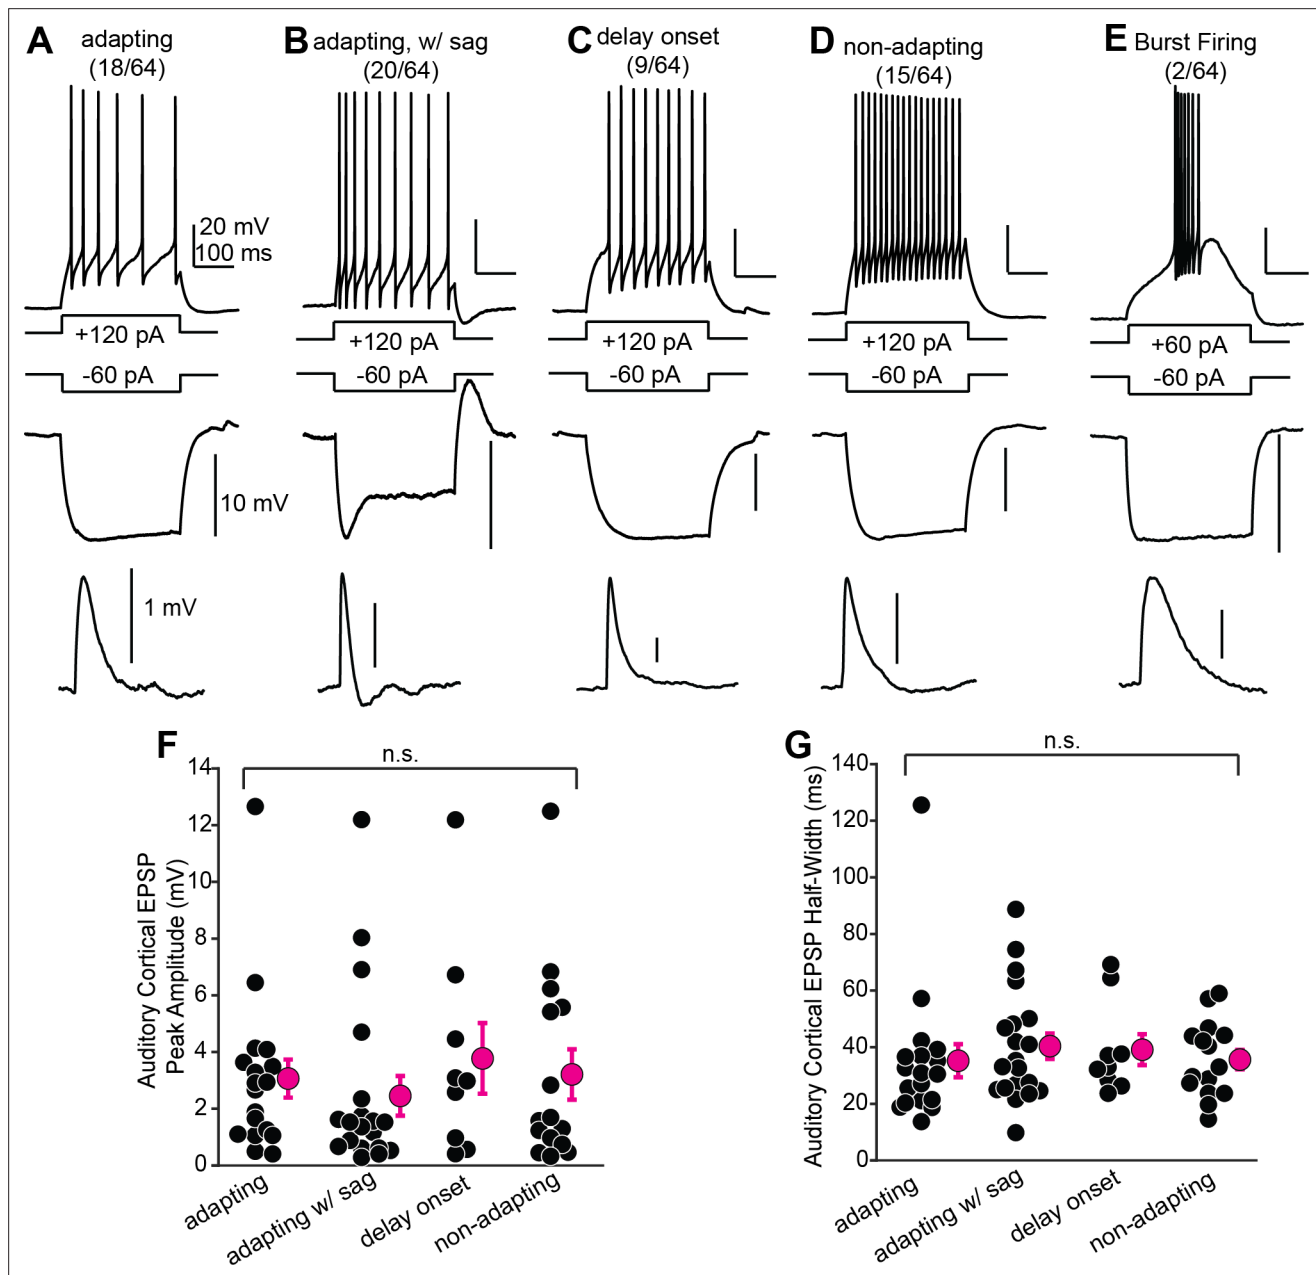 A
adapting
(18/64)
B
adapting, w/ sag
(20/64)
C
delay onset
(9/64)
D
non-adapting
(15/64)
E
Burst Firing
(2/64)
20 mV
100 ms
+120 pA
+120 pA
+120 pA
+120 pA
+60 pA
-60 pA
-60 pA
-60 pA
-60 pA
-60 pA
10 mV
1 mV
F
n.s.
Auditory Cortical EPSP
Peak Amplitude (mV)
14
12
10
8
6
4
2
0
adapting
adapting w/ sag
delay onset
non-adapting
G
n.s.
Auditory Cortical EPSP Half-Width (ms)
140
120
100
80
60
40
20
0
adapting
adapting w/ sag
delay onset
non-adapting